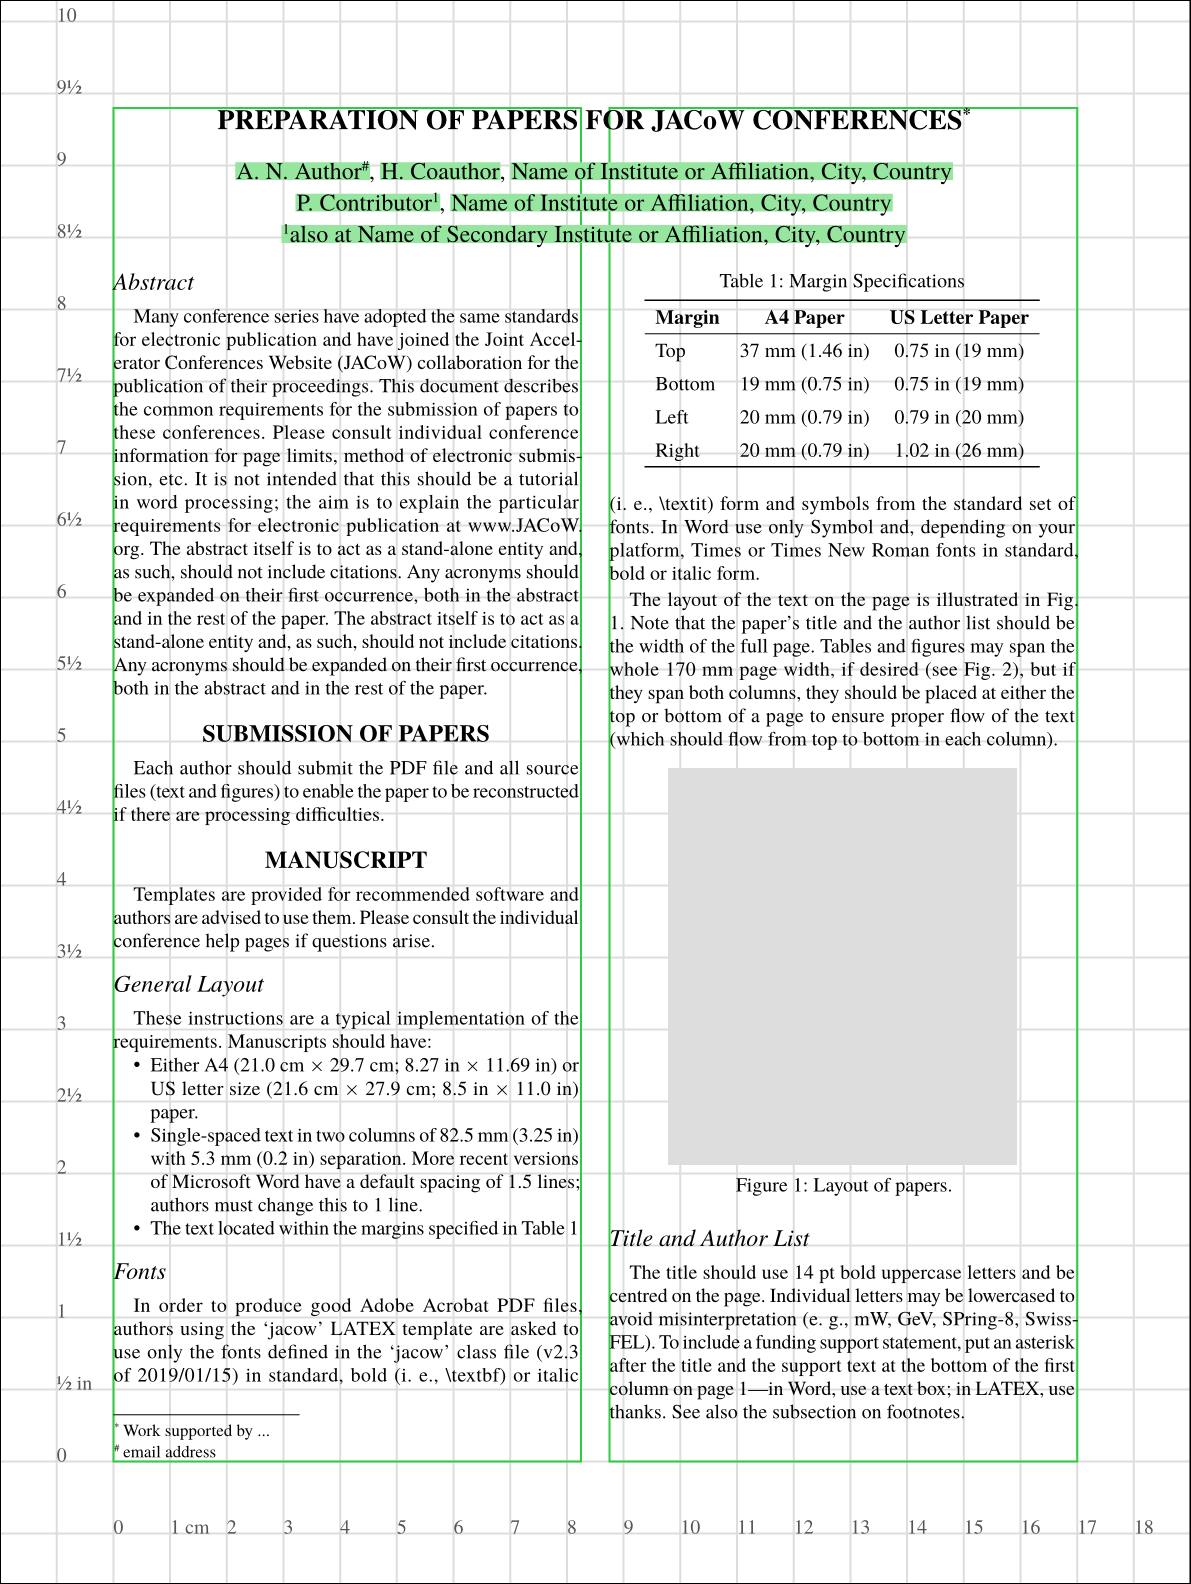 PREPARATION OF PAPERS FOR JACoW CONFERENCES*
A. N. Author#, H. Coauthor, Name of Institute or Affiliation, City, Country
P. Contributor1, Name of Institute or Affiliation, City, Country
1also at Name of Secondary Institute or Affiliation, City, Country
Abstract
Many conference series have adopted the same standards
for electronic publication and have joined the Joint Accel-
erator Conferences Website (JACoW) collaboration for the
publication of their proceedings. This document describes
the common requirements for the submission of papers to
these conferences. Please consult individual conference
information for page limits, method of electronic submis-
sion, etc. It is not intended that this should be a tutorial
in word processing; the aim is to explain the particular
requirements for electronic publication at www.JACoW.
org. The abstract itself is to act as a stand-alone entity and,
as such, should not include citations. Any acronyms should
be expanded on their first occurrence, both in the abstract
and in the rest of the paper. The abstract itself is to act as a
stand-alone entity and, as such, should not include citations.
Any acronyms should be expanded on their first occurrence,
both in the abstract and in the rest of the paper.
SUBMISSION OF PAPERS
Each author should submit the PDF file and all source
files (text and figures) to enable the paper to be reconstructed
if there are processing difficulties.
MANUSCRIPT
Templates are provided for recommended software and
authors are advised to use them. Please consult the individual
conference help pages if questions arise.
General Layout
These instructions are a typical implementation of the
requirements. Manuscripts should have:
• Either A4 (21.0 cm × 29.7 cm; 8.27 in × 11.69 in) or
US letter size (21.6 cm × 27.9 cm; 8.5 in × 11.0 in)
paper.
• Single-spaced text in two columns of 82.5 mm (3.25 in)
with 5.3 mm (0.2 in) separation. More recent versions
of Microsoft Word have a default spacing of 1.5 lines;
authors must change this to 1 line.
• The text located within the margins specified in Table 1
Fonts
In order to produce good Adobe Acrobat PDF files,
authors using the ‘jacow’ LATEX template are asked to
use only the fonts defined in the ‘jacow’ class file (v2.3
of 2019/01/15) in standard, bold (i. e., \textbf) or italic
* Work supported by ...
# email address
Table 1: Margin Specifications
Margin A4 Paper US Letter Paper
Top 37 mm (1.46 in) 0.75 in (19 mm)
Bottom 19 mm (0.75 in) 0.75 in (19 mm)
Left 20 mm (0.79 in) 0.79 in (20 mm)
Right 20 mm (0.79 in) 1.02 in (26 mm)
(i. e., \textit) form and symbols from the standard set of
fonts. In Word use only Symbol and, depending on your
platform, Times or Times New Roman fonts in standard,
bold or italic form.
The layout of the text on the page is illustrated in Fig.
1. Note that the paper’s title and the author list should be
the width of the full page. Tables and figures may span the
whole 170 mm page width, if desired (see Fig. 2), but if
they span both columns, they should be placed at either the
top or bottom of a page to ensure proper flow of the text
(which should flow from top to bottom in each column).
Figure 1: Layout of papers.
Title and Author List
The title should use 14 pt bold uppercase letters and be
centred on the page. Individual letters may be lowercased to
avoid misinterpretation (e. g., mW, GeV, SPring-8, Swiss-
FEL). To include a funding support statement, put an asterisk
after the title and the support text at the bottom of the first
column on page 1—in Word, use a text box; in LATEX, use
thanks. See also the subsection on footnotes.
10
9½
9
8½
8
7½
7
6½
6
5½
5
4½
4
3½
3
2½
2
1½
1
½ in
0
0 1 cm 2 3 4 5 6 7 8 9 10 11 12 13 14 15 16 17 18